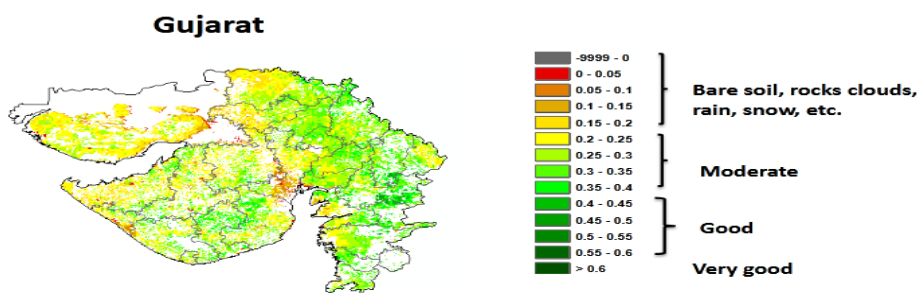 Gujarat
-9999 - 0
0 - 0.05
0.05 - 0.1
0.1 - 0.15
0.15 - 0.2
0.2 - 0.25
0.25 - 0.3
0.3 - 0.35
0.35 - 0.4
0.4 - 0.45
0.45 - 0.5
0.5 - 0.55
0.55 - 0.6
> 0.6
Bare soil, rocks clouds,
rain, snow, etc.
Moderate
Good
Very good